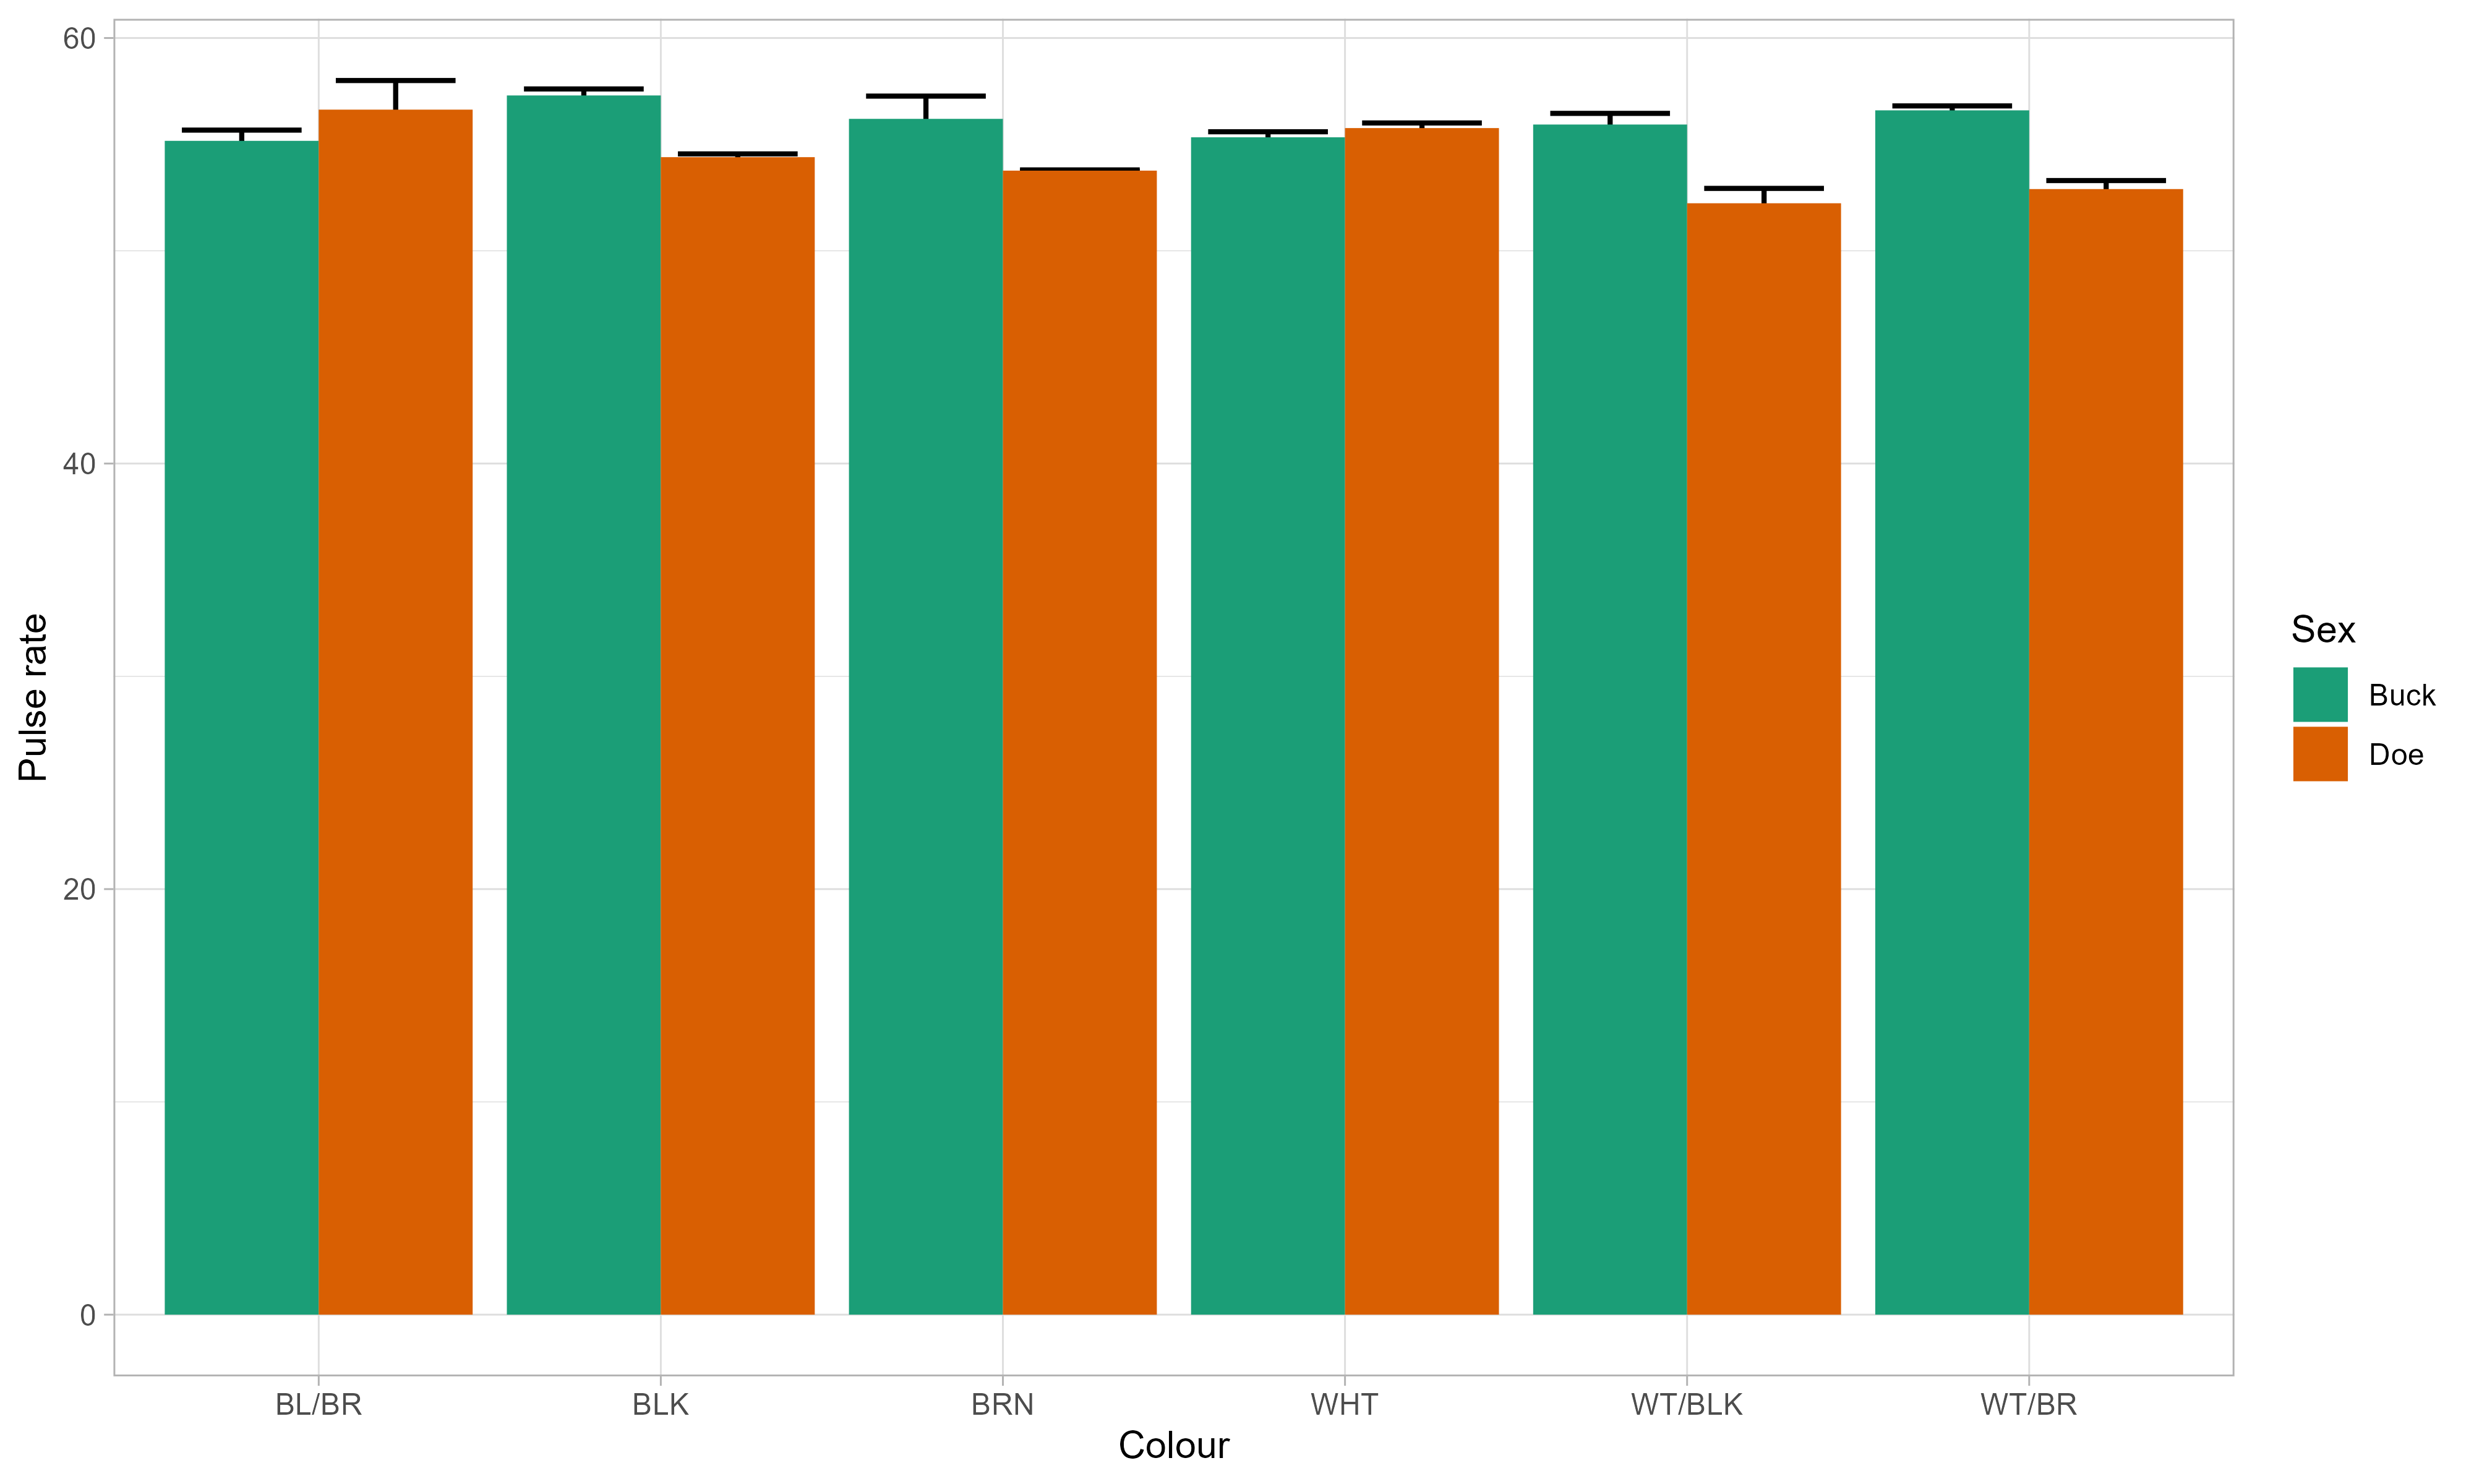 60
40
20
0
Pulse rate
BL/BR BLK BRN WHT WT/BLK WT/BR
Colour
Sex
Buck
Doe